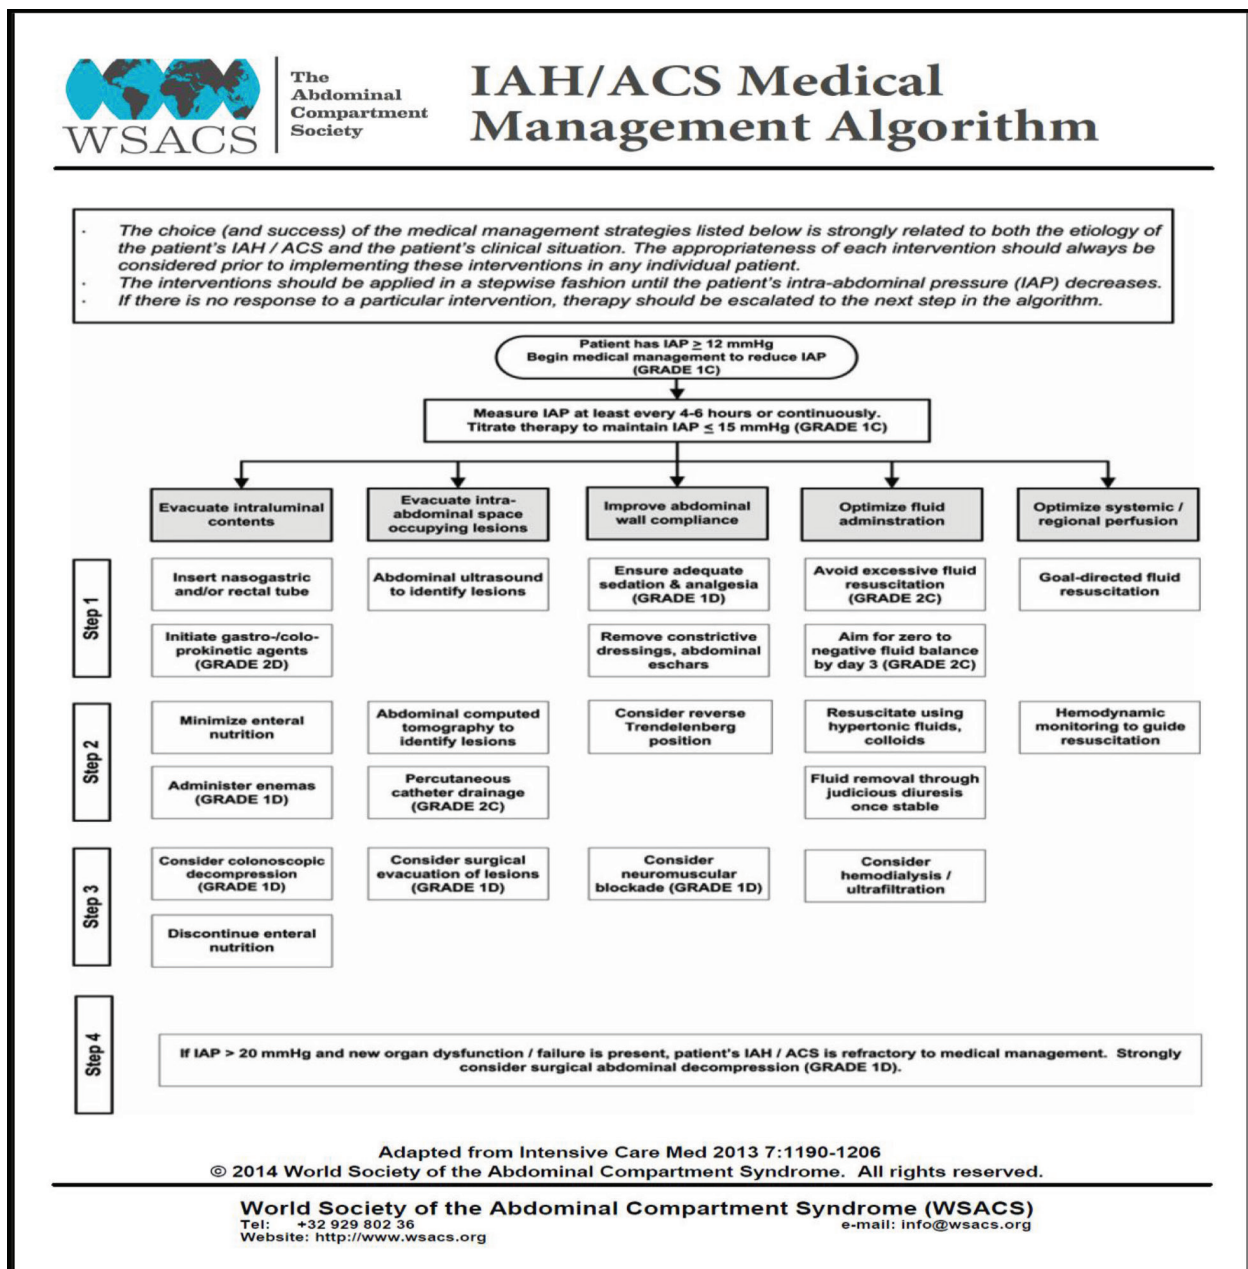 WSACS
The
Abdominal
Compartment
Society
IAH/ACS Medical
Management Algorithm
· The choice (and success) of the medical management strategies listed below is strongly related to both the etiology of
the patient's IAH / ACS and the patient's clinical situation. The appropriateness of each intervention should always be
considered prior to implementing these interventions in any individual patient.
· The interventions should be applied in a stepwise fashion until the patient's intra-abdominal pressure (IAP) decreases.
· If there is no response to a particular intervention, therapy should be escalated to the next step in the algorithm.
Patient has IAP ≥ 12 mmHg
Begin medical management to reduce IAP
(GRADE 1C)
Measure IAP at least every 4-6 hours or continuously.
Titrate therapy to maintain IAP ≤ 15 mmHg (GRADE 1C)
Evacuate intraluminal
contents
Evacuate intra-
abdominal space
occupying lesions
Improve abdominal
wall compliance
Optimize fluid
adminstration
Optimize systemic /
regional perfusion
Step 1
Insert nasogastric
and/or rectal tube
Abdominal ultrasound
to identify lesions
Ensure adequate
sedation & analgesia
(GRADE 1D)
Avoid excessive fluid
resuscitation
(GRADE 2C)
Goal-directed fluid
resuscitation
Initiate gastro-/colo-
prokinetic agents
(GRADE 2D)
Remove constrictive
dressings, abdominal
eschars
Aim for zero to
negative fluid balance
by day 3 (GRADE 2C)
Step 2
Minimize enteral
nutrition
Abdominal computed
tomography to
identify lesions
Consider reverse
Trendelenberg
position
Resuscitate using
hypertonic fluids,
colloids
Hemodynamic
monitoring to guide
resuscitation
Administer enemas
(GRADE 1D)
Percutaneous
catheter drainage
(GRADE 2C)
Fluid removal through
judicious diuresis
once stable
Step 3
Consider colonoscopic
decompression
(GRADE 1D)
Consider surgical
evacuation of lesions
(GRADE 1D)
Consider
neuromuscular
blockade (GRADE 1D)
Consider
hemodialysis /
ultrafiltration
Discontinue enteral
nutrition
Step 4
If IAP > 20 mmHg and new organ dysfunction / failure is present, patient's IAH / ACS is refractory to medical management. Strongly
consider surgical abdominal decompression (GRADE 1D).
Adapted from Intensive Care Med 2013 7:1190-1206
© 2014 World Society of the Abdominal Compartment Syndrome. All rights reserved.
World Society of the Abdominal Compartment Syndrome (WSACS)
Tel: +32 929 802 36 e-mail: info@wsacs.org
Website: http://www.wsacs.org